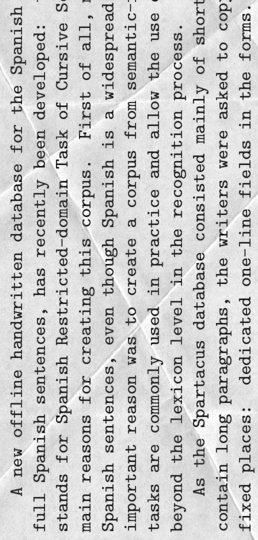 A new offline handwritten database for the Spanish
full Spanish sentences, has recently been developed:
stands for Spanish Restricted-domain Task of Cursive
main reasons for creating this corpus. First of all,
Spanish sentences, even though Spanish is a widespread
important reason was to create a corpus from semantic-
tasks are commonly used in practice and allow the use
beyond the lexicon level in the recognition process.
As the Spartacus database consisted mainly of short
contain long paragraphs, the writers were asked to
fixed places: dedicated one-line fields in the forms.